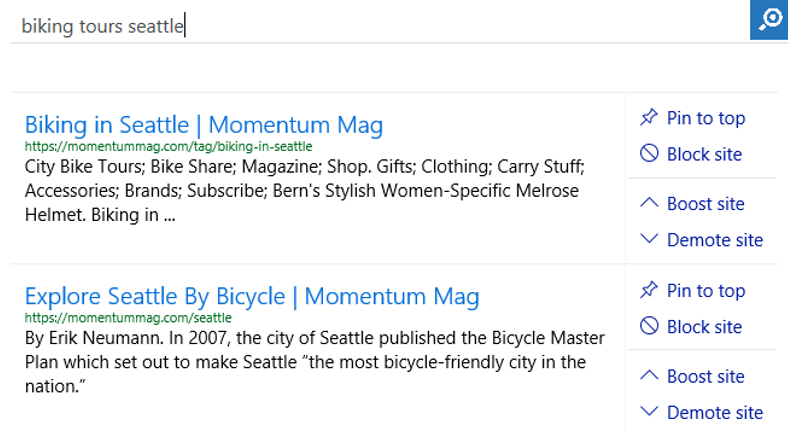 biking tours seattle
Biking in Seattle | Momentum Mag
https://momentummag.com/tag/biking-in-seattle
City Bike Tours; Bike Share; Magazine; Shop. Gifts; Clothing; Carry Stuff;
Accessories; Brands; Subscribe; Bern's Stylish Women-Specific Melrose
Helmet. Biking in ...
Pin to top
Block site
Boost site
Demote site
Explore Seattle By Bicycle | Momentum Mag
https://momentummag.com/seattle
By Erik Neumann. In 2007, the city of Seattle published the Bicycle Master
Plan which set out to make Seattle “the most bicycle-friendly city in the
nation.”
Pin to top
Block site
Boost site
Demote site